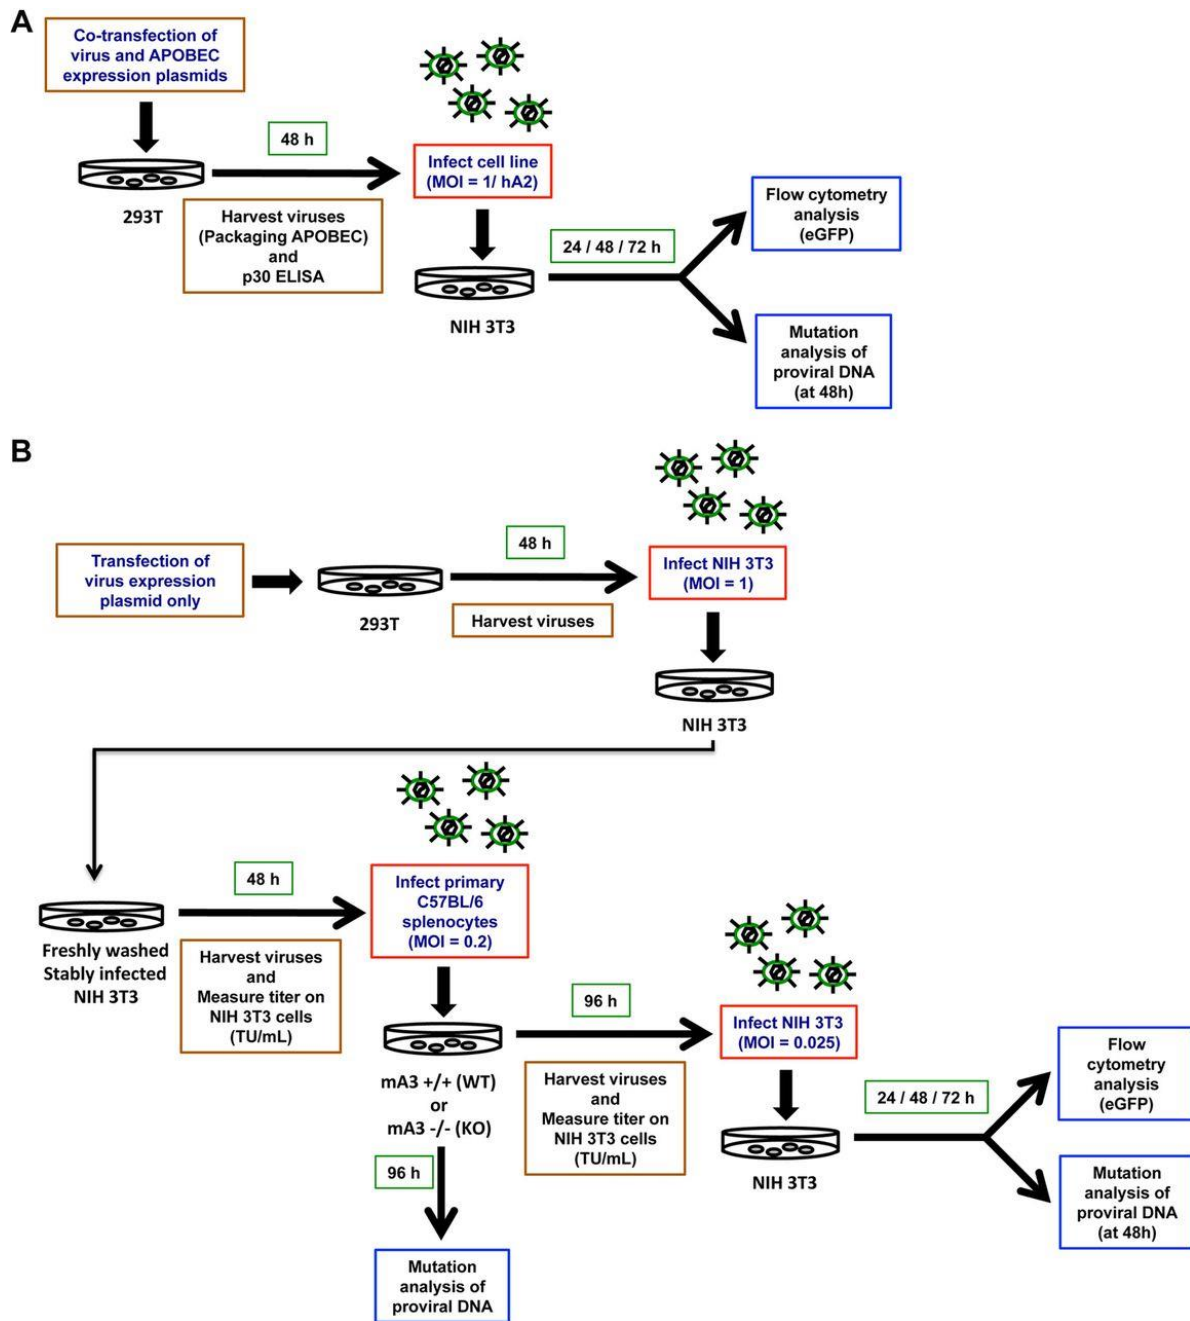 A
Co-transfection of
virus and APOBEC
expression plasmids
48 h
293T
Harvest viruses
(Packaging APOBEC)
and
p30 ELISA
Infect cell line
(MOI = 1/ hA2)
NIH 3T3
24 / 48 / 72 h
Flow cytometry
analysis
(eGFP)
Mutation
analysis of
proviral DNA
(at 48h)
B
Transfection of
virus expression
plasmid only
293T
48 h
Harvest viruses
Infect NIH 3T3
(MOI = 1)
NIH 3T3
Freshly washed
Stably infected
NIH 3T3
48 h
Harvest viruses
and
Measure titer on
NIH 3T3 cells
(TU/mL)
Infect primary
C57BL/6
splenocytes
(MOI = 0.2)
mA3 +/+ (WT)
or
mA3 -/- (KO)
96 h
Mutation
analysis of
proviral DNA
96 h
Harvest viruses
and
Measure titer on
NIH 3T3 cells
(TU/mL)
Infect NIH 3T3
(MOI = 0.025)
NIH 3T3
24 / 48 / 72 h
Flow
cytometry
analysis
(eGFP)
Mutation
analysis of
proviral DNA
(at 48h)